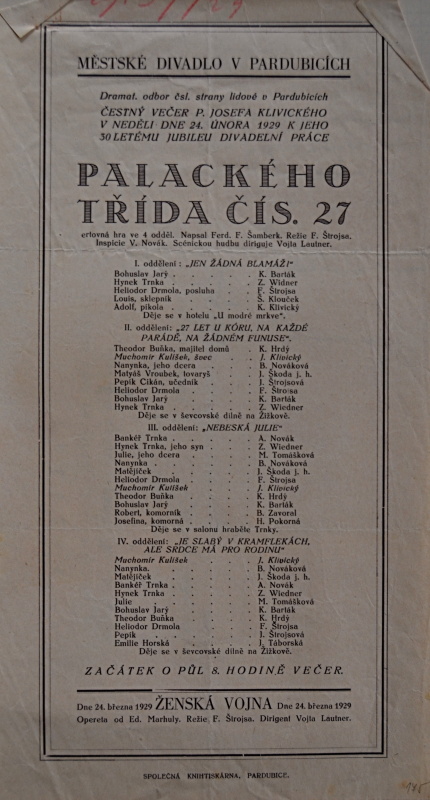 MĚSTSKÉ DIVADLO V PARDUBICÍCH
Dramat. odbor čsl. strany lidové v Pardubicích
ČESTNÝ VEČER P. JOSEFA KLIVICKÉHO
V NEDĚLI DNE 24. ÚNORA 1929 K JEHO
30 LETÉMU JUBILEU DIVADELNÍ PRÁCE
PALACKÉHO
TŘÍDA ČÍS. 27
ertovná hra ve 4 odděl. Napsal Ferd. F. Šamberk. Režie F. Štrojsa.
Inspicie V. Novák. Scénickou hudbu diriguje Vojta Lautner.
I. oddělení: „JEN ŽÁDNÁ BLAMÁŽ!“
Bohuslav Jarý . . . . . K. Barták
Hynek Trnka . . . . . Z. Widner
Heliodor Drmola, posluha . . . F. Štrojsa
Louis, sklepník . . . . S. Klouček
Adolf, pikola . . . . . K. Klivický
Děje se v hotelu „U modré mrkve“.
II. oddělení: „27 LET U KÓRU, NA KAŽDÉ
PARÁDĚ, NA ŽÁDNÉM FUNUSE“.
Theodor Buňka, majitel domů . . K. Hrdý
Muchomír Kulíšek, švec . . . J. Klivický
Nanynka, jeho dcera . . . . B. Nováková
Matyáš Vroubek, tovaryš . . . J. Škoda j. h.
Pepík Cikán, učedník . . . . J. Štrojsová
Heliodor Drmola . . . . F. Štrojsa
Bohuslav Jarý . . . . . K. Barták
Hynek Trnka . . . . . Z. Wiedner
Děje se v ševcovské dílně na Žižkově.
III. oddělení: „NEBESKÁ JULIE“
Bankéř Trnka . . . . . A. Novák
Hynek Trnka, jeho syn . . . . Z. Wiedner
Julie, jeho dcera . . . . M. Tomášková
Nanynka . . . . . B. Nováková
Matějíček . . . . . J. Škoda j. h.
Heliodor Drmola . . . . F. Štrojsa
Muchomír Kulíšek . . . . J. Klivický
Theodor Buňka . . . . K. Hrdý
Bohuslav Jarý . . . . . K. Barták
Robert, komorník . . . . B. Zavoral
Josefina, komorná . . . . H. Pokorná
Děje se v salonu hraběte Trnky.
IV. oddělení: „JE SLABÝ V KRAMFLEKÁCH,
ALE SRDCE MÁ PRO RODINU“
Muchomír Kulíšek . . . . J. Klivický
Nanynka. . . . . . B. Nováková
Matějíček . . . . . J. Škoda j. h.
Bankéř Trnka . . . . . A. Novák
Hynek Trnka . . . . . Z. Wiedner
Julie . . . . . M. Tomášková
Bohuslav Jarý . . . . . K. Barták
Theodor Buňka . . . . K. Hrdý
Heliodor Drmola . . . . F. Štrojsa
Pepík . . . . . J. Štrojsová
Emilie Horská . . . . J. Táborská
Děje se v ševcovské dílně na Žižkově.
ZAČÁTEK O PŮL 8. HODINĚ VEČER.
Dne 24. března 1929 ŽENSKÁ VOJNA Dne 24. března 1929
Opereta od Ed. Marhuly. Režie F. Štrojsa. Dirigent Vojta Lautner.
SPOLEČNÁ KNIHTISKÁRNA, PARDUBICE.